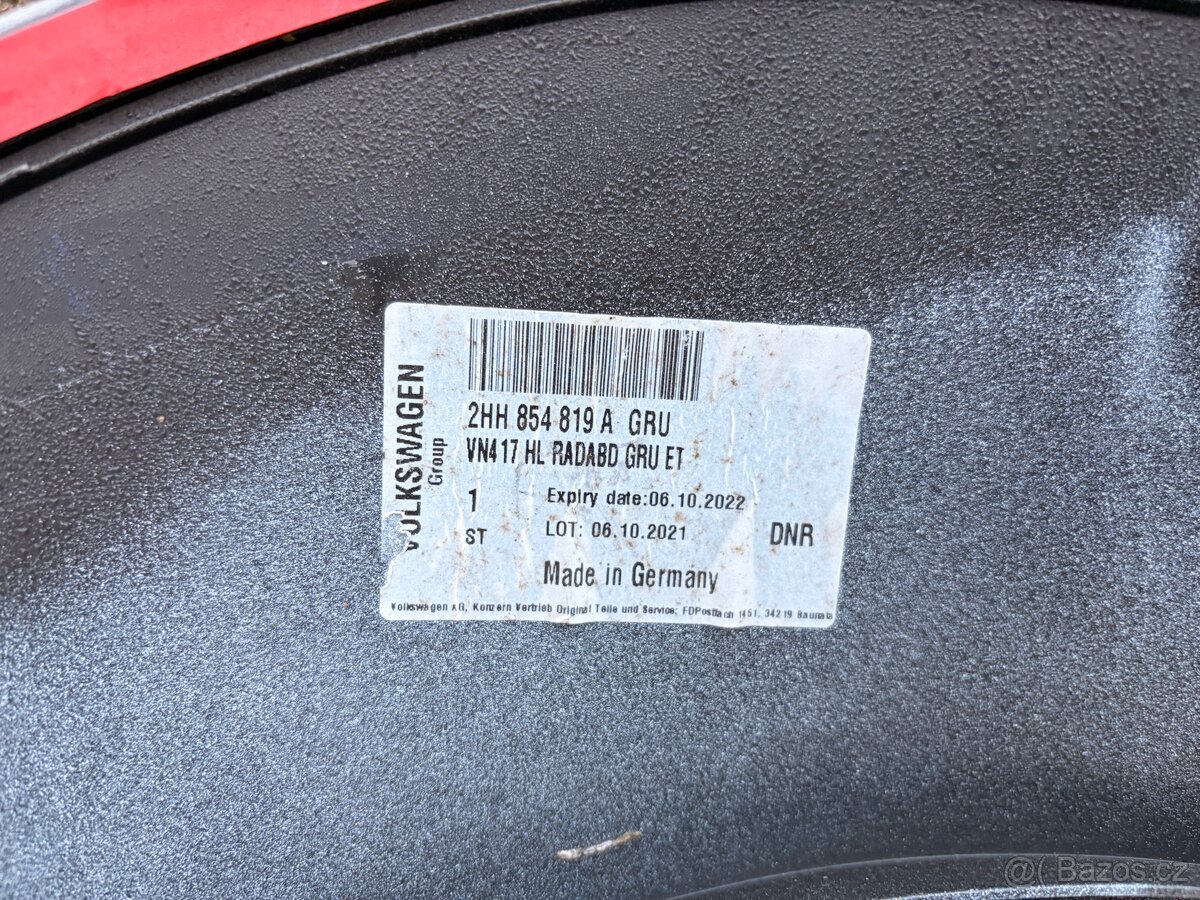 VOLKSWAGEN
Group
2HH 854 819 A GRU
VN417 HL RADABD GRU ET
1
Expiry date:06.10.2022
ST
LOT: 06.10.2021
DNR
Made in Germany
Volkswagen AG, Konzern Vertrieb Original Teile und Service; FDPostfach 1451, 34219 Baunata
@( Bazos.cz